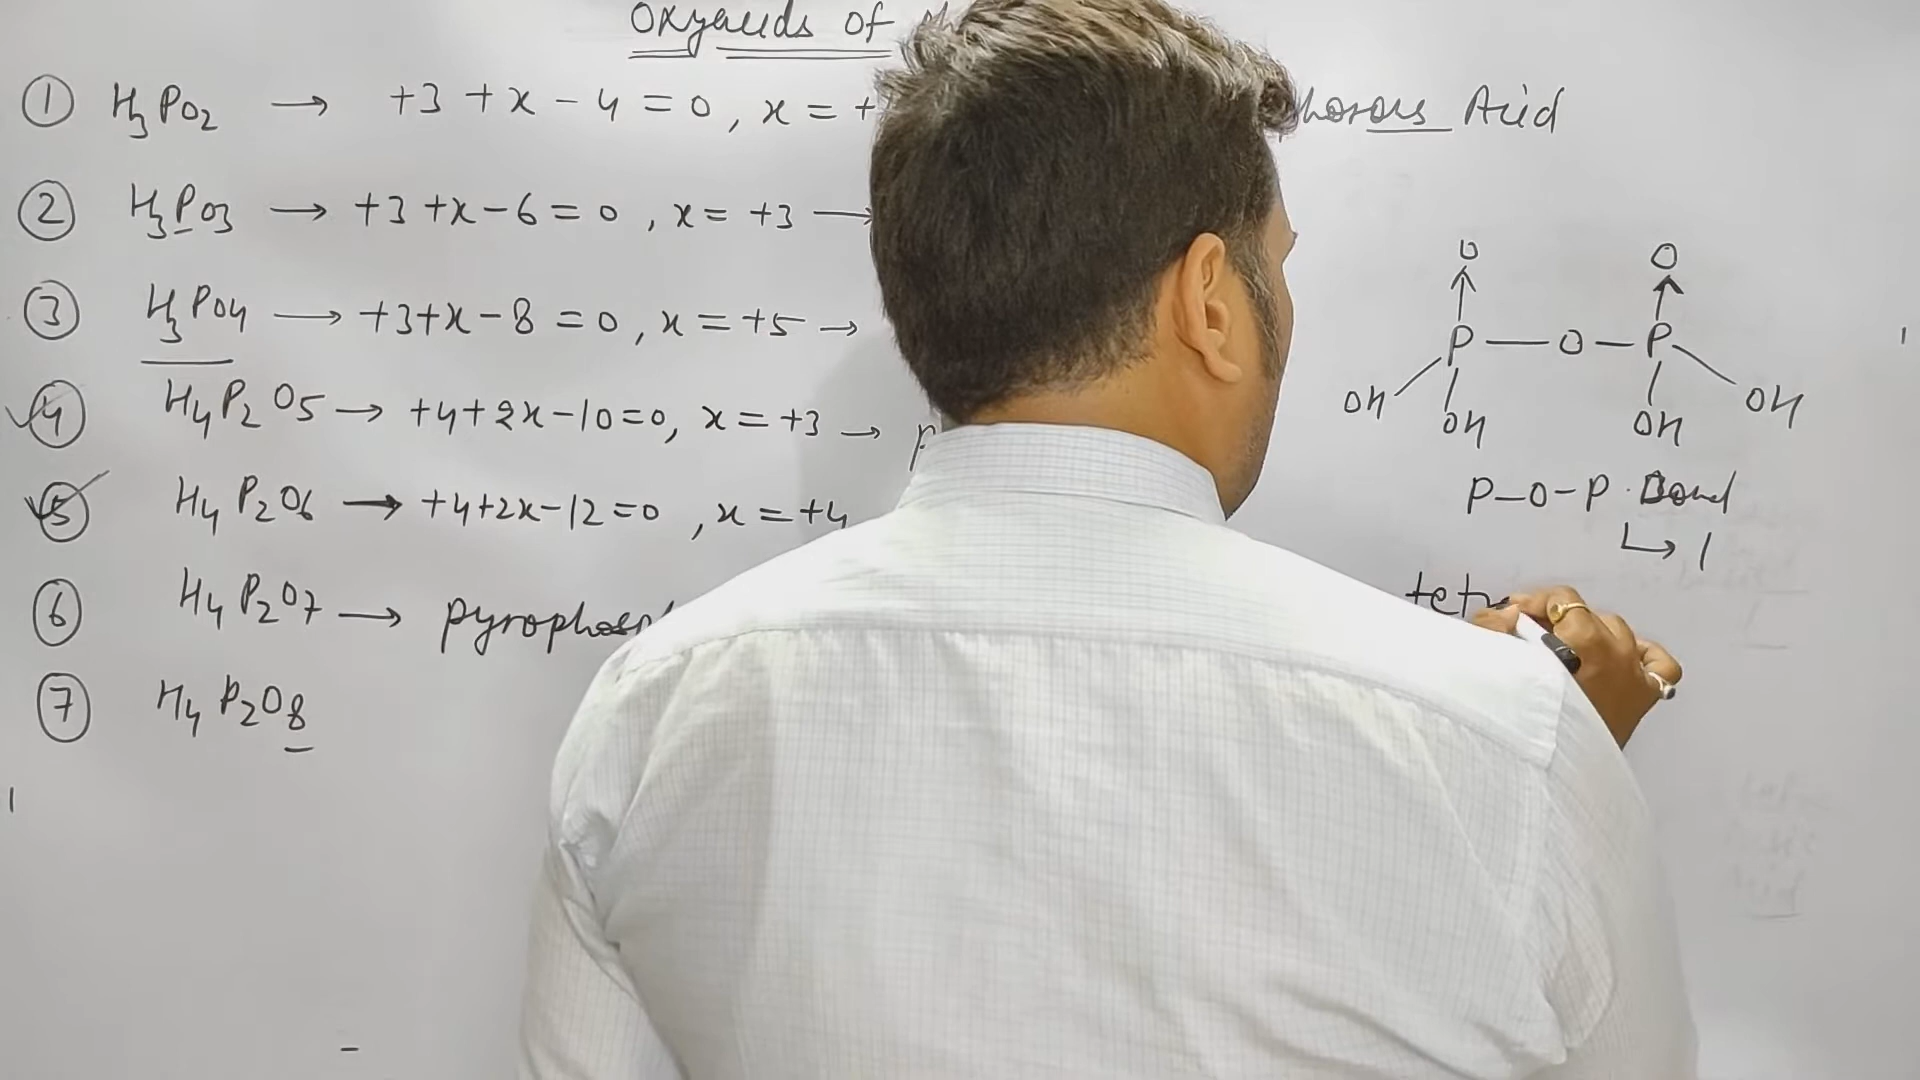 Oxyacids of
① H₃PO₂ → +3 + x - 4 = 0, x = + Acid
② H₃PO₃ → +3 + x - 6 = 0, x = +3 →
③ H₃PO₄ → +3 + x - 8 = 0, x = +5 →
④ H₄P₂O₅ → +4 + 2x - 10 = 0, x = +3 → p
⑤ H₄P₂O₆ → +4 + 2x - 12 = 0, x = +4
⑥ H₄P₂O₇ →
⑦ H₄P₂O₈
O O
↑ ↑
P — O — P
OH OH OH OH
P-O-P Bond
↳ 1